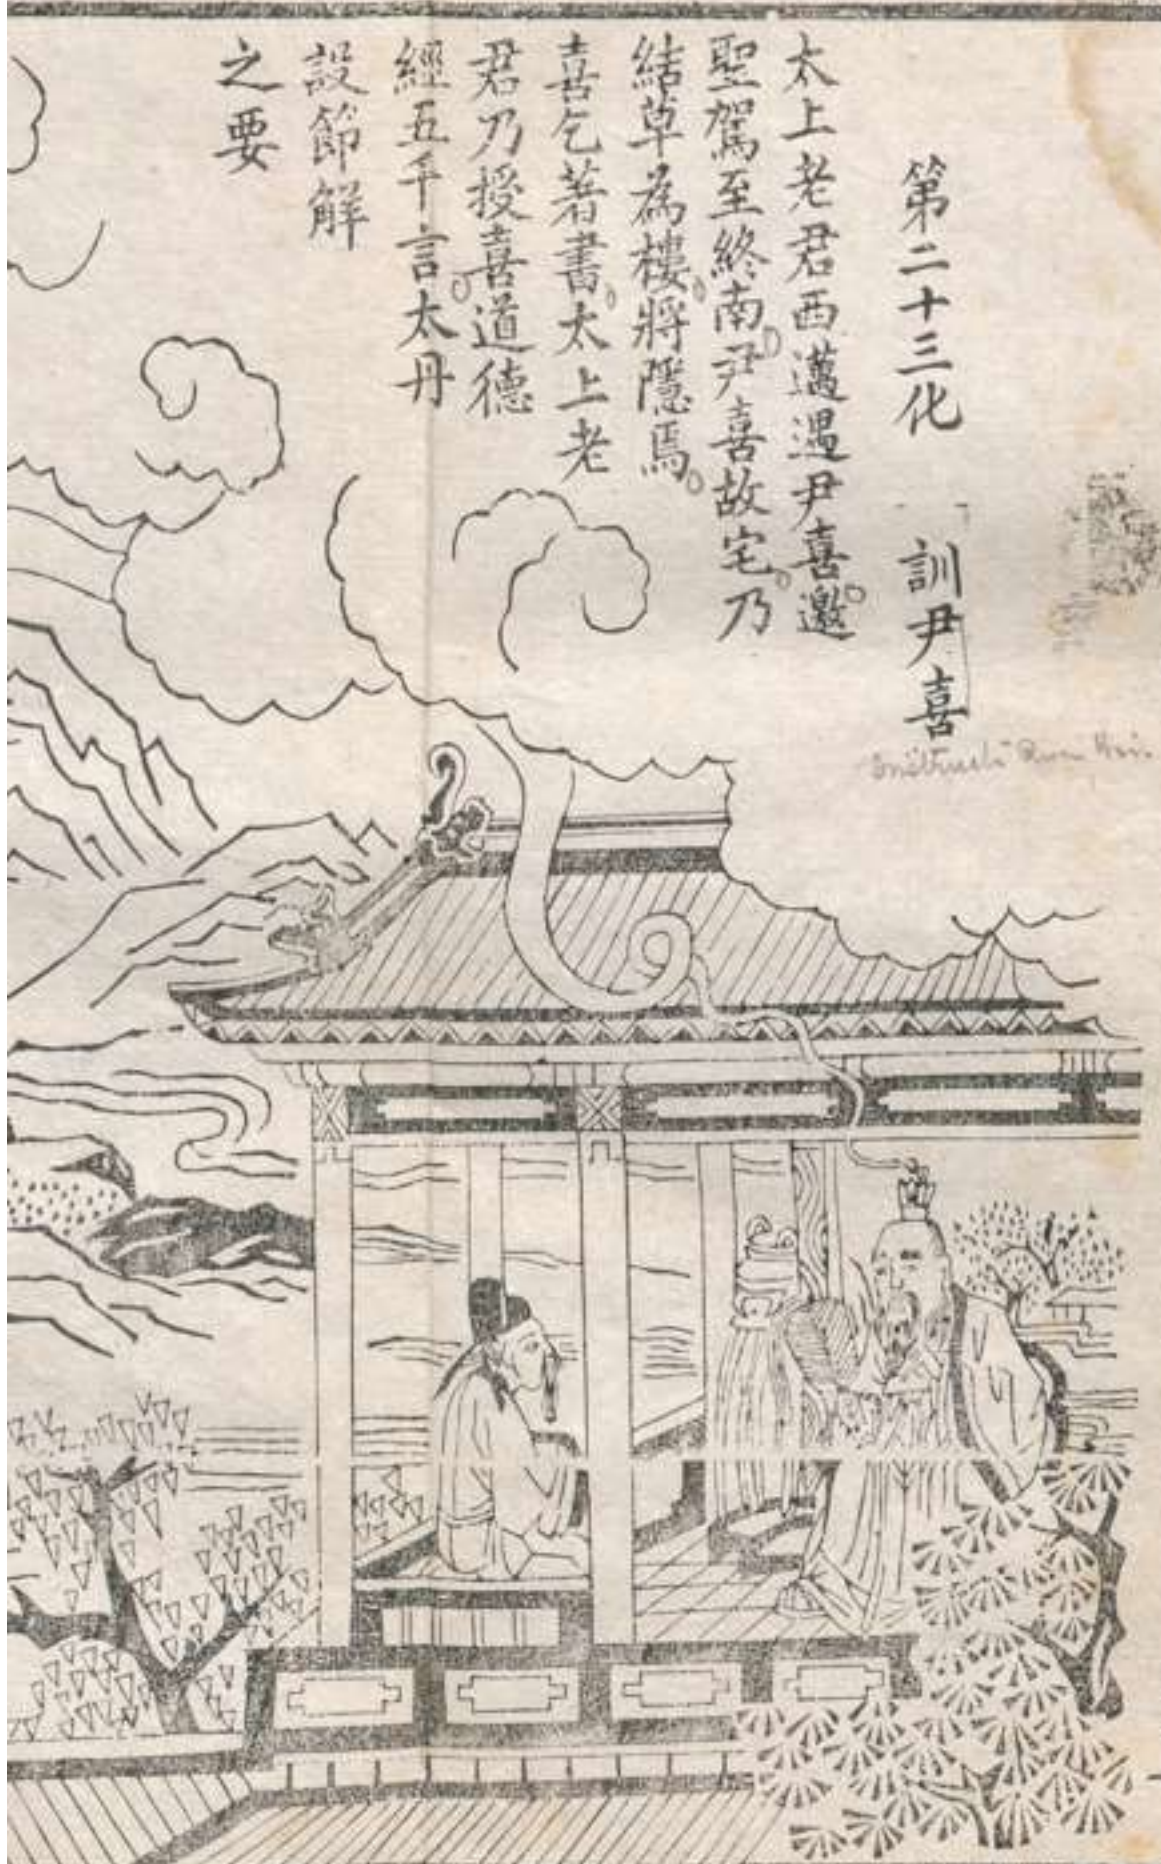 第二十三化　訓尹喜
太上老君西邁遇尹喜邀
聖駕至終南尹喜故宅乃
結草為樓將隱焉
喜乞著書太上老
君乃授喜道德
經五千言太丹
設節解
之要